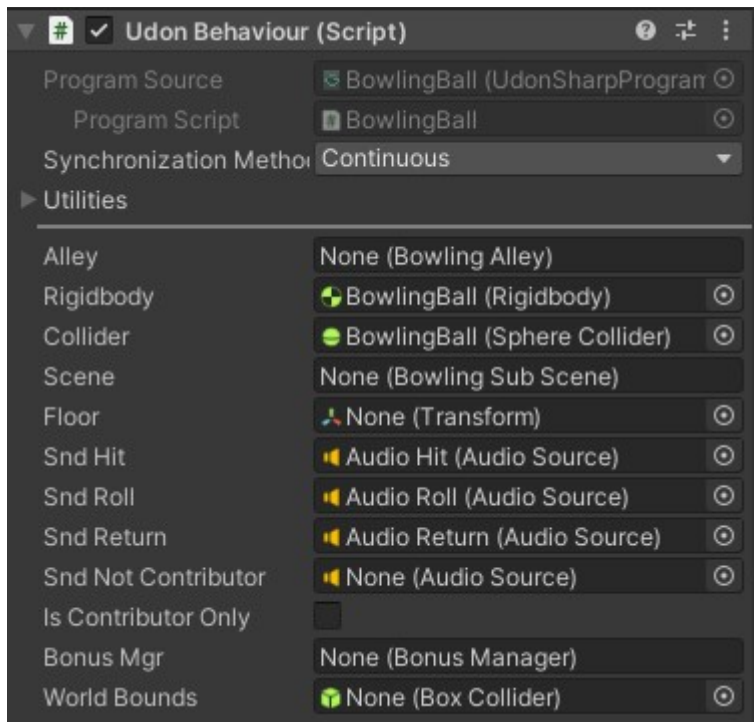 # Udon Behaviour (Script)
Program Source BowlingBall (UdonSharpProgram
Program Script # BowlingBall
Synchronization Metho Continuous
Utilities
Alley None (Bowling Alley)
Rigidbody BowlingBall (Rigidbody)
Collider BowlingBall (Sphere Collider)
Scene None (Bowling Sub Scene)
Floor None (Transform)
Snd Hit Audio Hit (Audio Source)
Snd Roll Audio Roll (Audio Source)
Snd Return Audio Return (Audio Source)
Snd Not Contributor None (Audio Source)
Is Contributor Only
Bonus Mgr None (Bonus Manager)
World Bounds None (Box Collider)